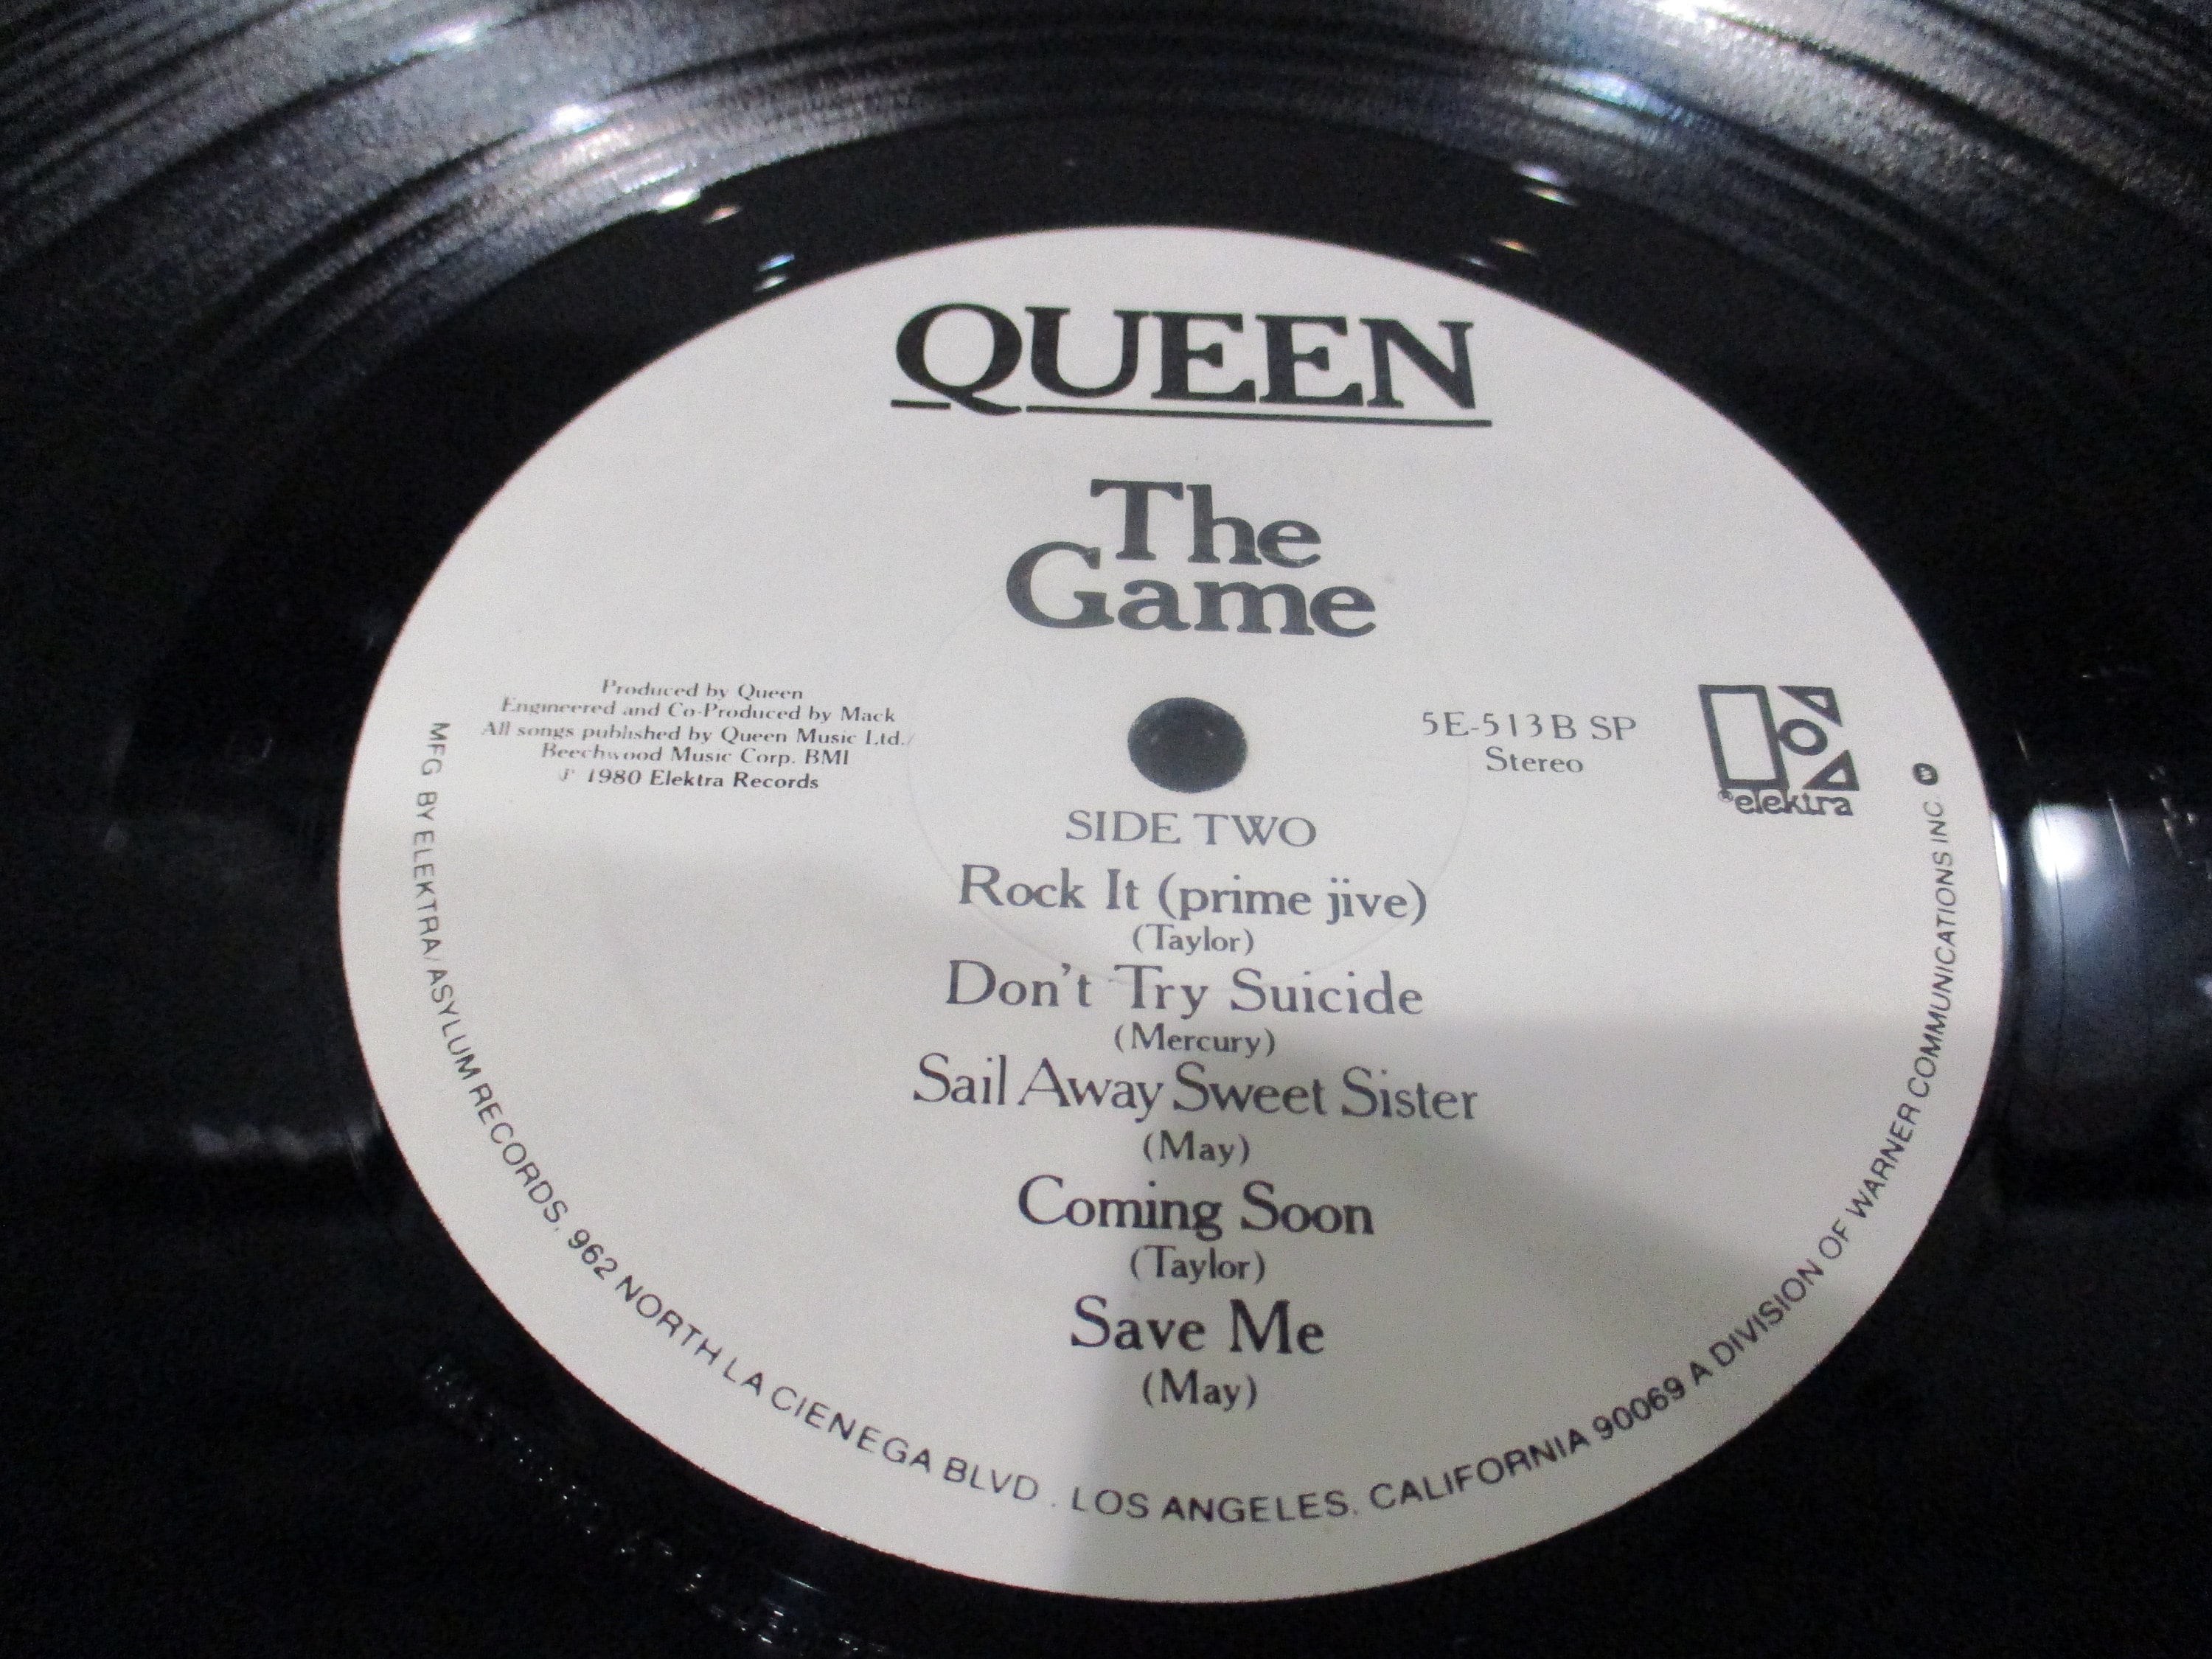 QUEEN
The
Game
Produced by Queen
Engineered and Co-Produced by Mack
All songs published by Queen Music Ltd./
Beechwood Music Corp. BMI
℗ 1980 Elektra Records
5E-513 B SP
Stereo
®elektra
SIDE TWO
Rock It (prime jive)
(Taylor)
Don't Try Suicide
(Mercury)
Sail Away Sweet Sister
(May)
Coming Soon
(Taylor)
Save Me
(May)
MFG BY ELEKTRA/ASYLUM RECORDS, 962 NORTH LA CIENEGA BLVD. LOS ANGELES, CALIFORNIA 90069 A DIVISION OF WARNER COMMUNICATIONS INC.